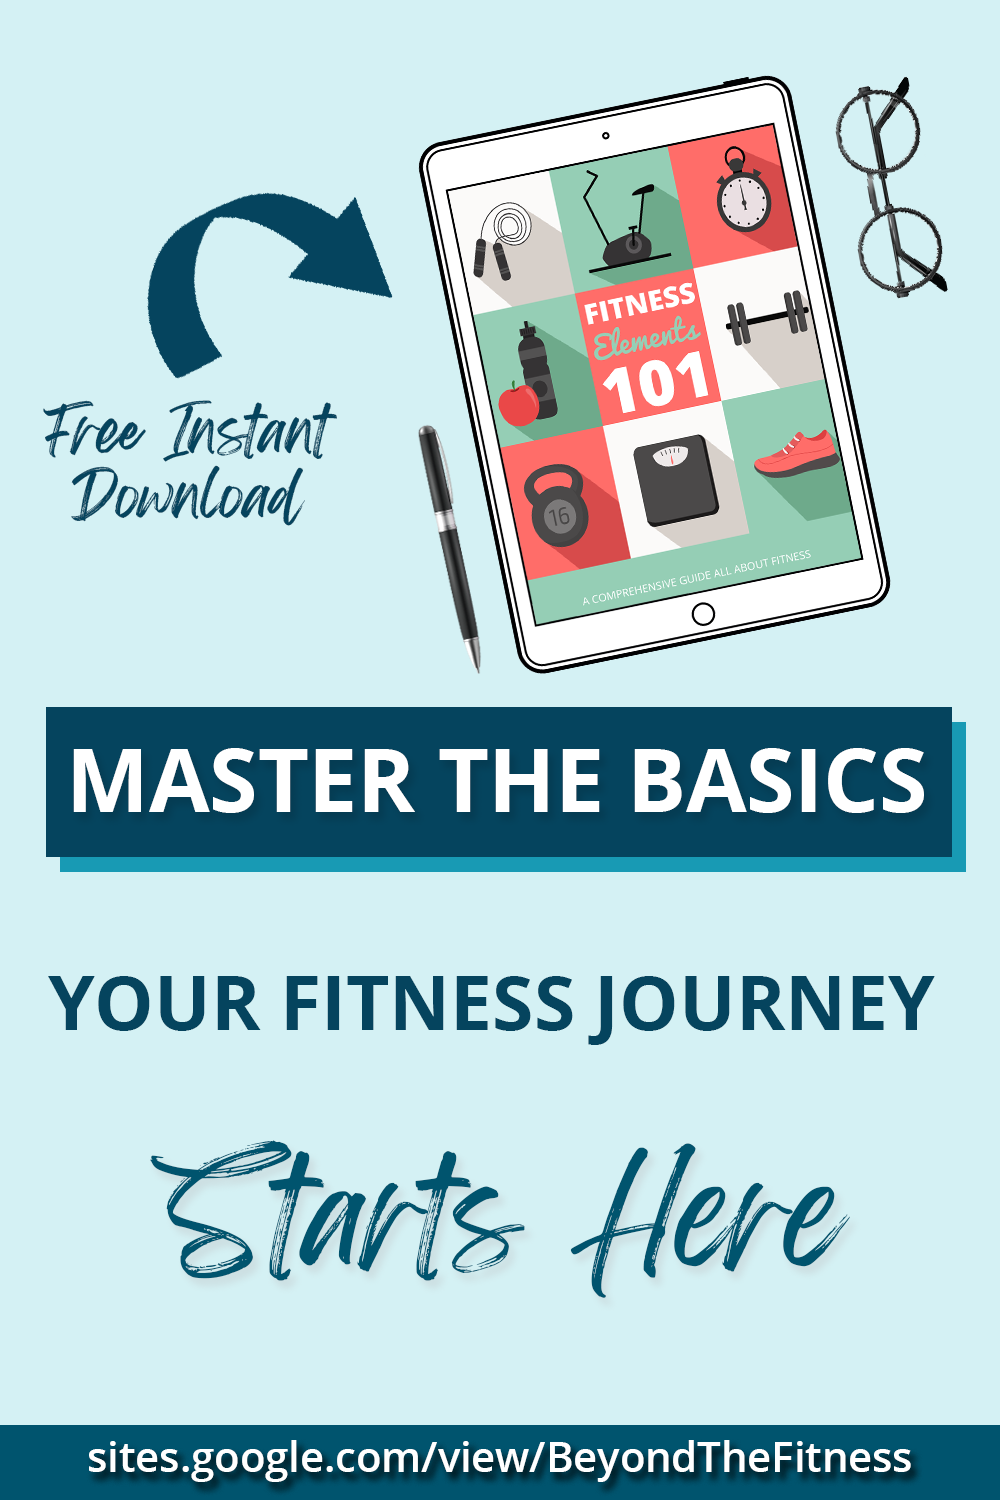 FITNESS
Elements
101
16
A COMPREHENSIVE GUIDE ALL ABOUT FITNESS
Free Instant
Download
MASTER THE BASICS
YOUR FITNESS JOURNEY
Starts Here
sites.google.com/view/BeyondTheFitness